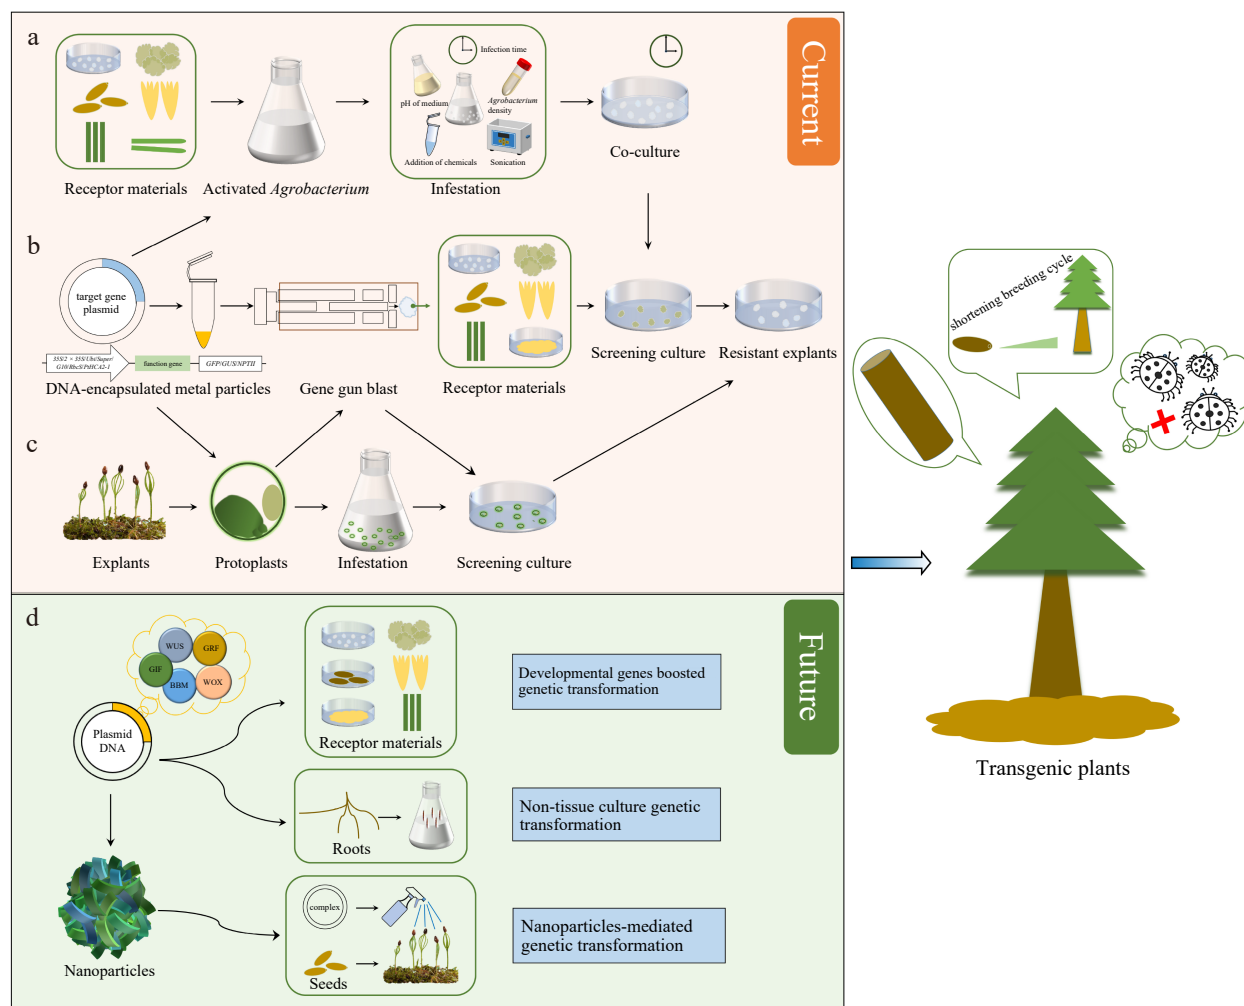 a
Current
Infection time
pH of medium
Agrobacterium
density
Addition of chemicals
Sonication
Receptor materials
Activated Agrobacterium
Infestation
Co-culture
b
target gene
plasmid
35S/2 × 35S/Ubi/Super/
G10/RbcS/PtHCA2-1
function gene
GFP/GUS/NPTII
DNA-encapsulated metal particles
Gene gun blast
Receptor materials
Screening culture
Resistant explants
c
Explants
Protoplasts
Infestation
Screening culture
shortening breeding cycle
Transgenic plants
d
Future
WUS
GRF
GIF
BBM
WOX
Plasmid
DNA
Receptor materials
Developmental genes boosted
genetic transformation
Roots
Non-tissue culture genetic
transformation
Nanoparticles
complex
Seeds
Nanoparticles-mediated
genetic transformation